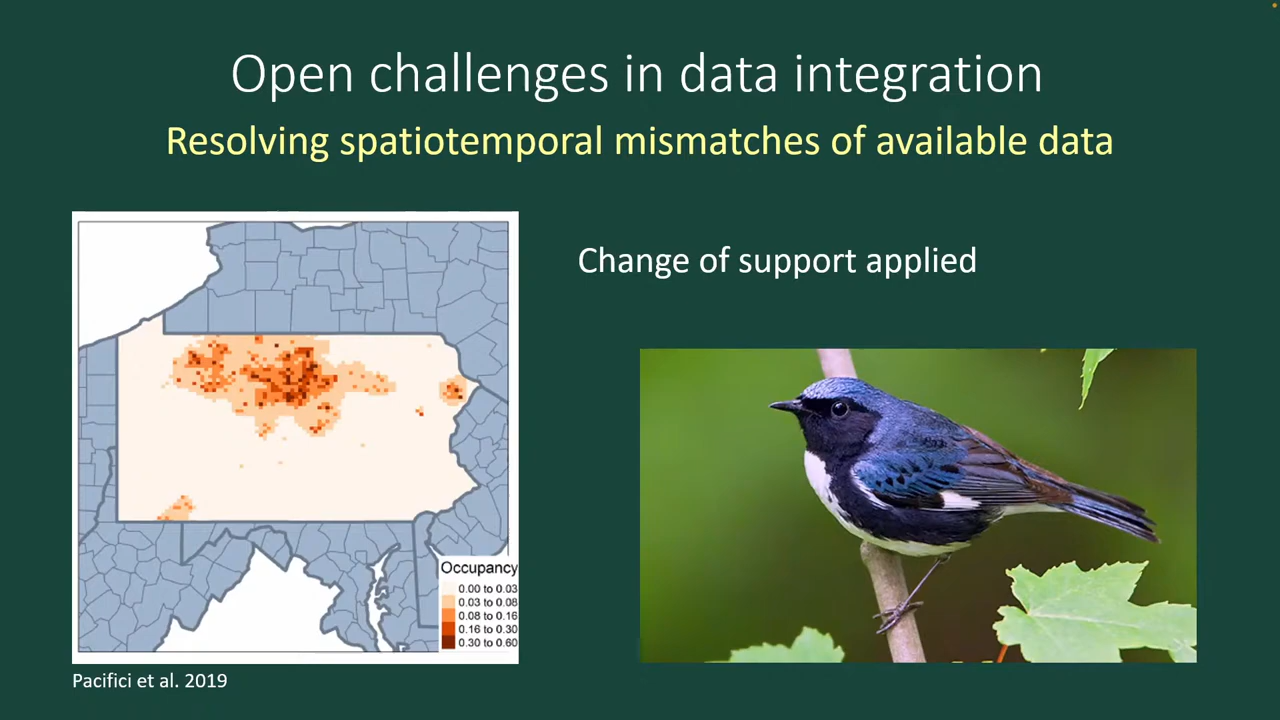 Open challenges in data integration
Resolving spatiotemporal mismatches of available data
Change of support applied
Occupancy
0.00 to 0.03
0.03 to 0.08
0.08 to 0.16
0.16 to 0.30
0.30 to 0.60
Pacifici et al. 2019